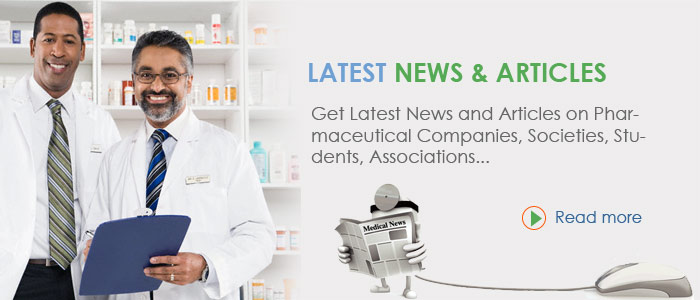 LATEST NEWS & ARTICLES
Get Latest News and Articles on Phar-
maceutical Companies, Societies, Stu-
dents, Associations...
Medical News
Read more